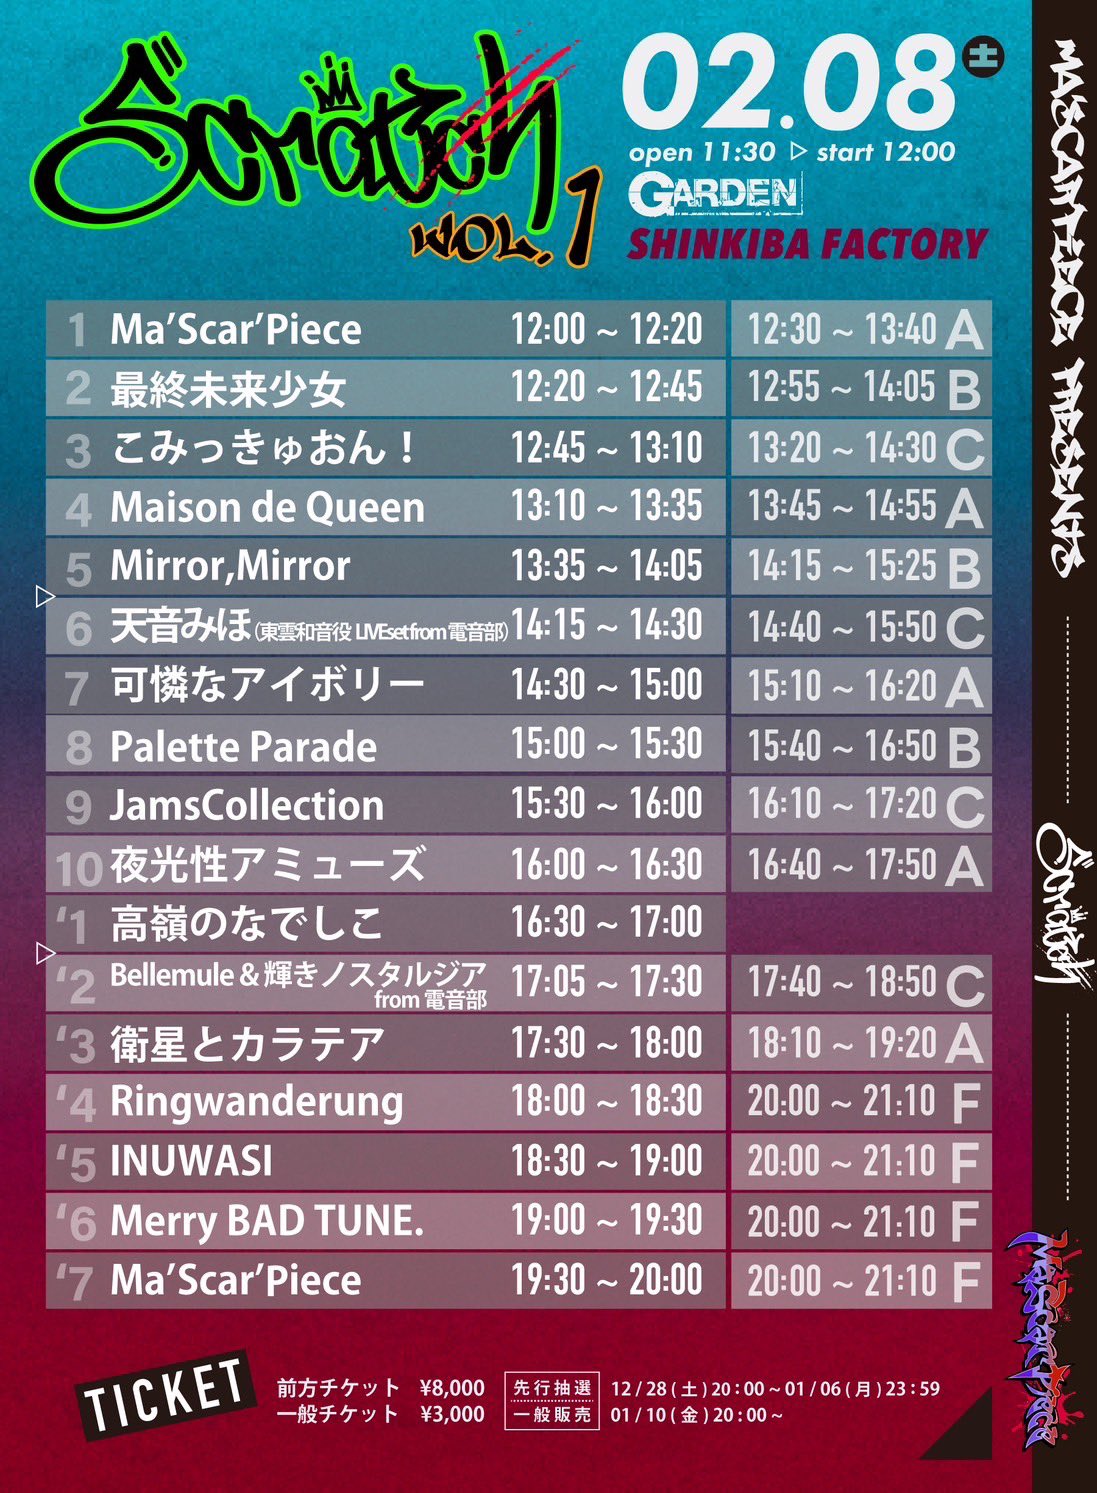 Scratch
VOL.1
02.08 土
open 11:30 ▷ start 12:00
GARDEN
SHINKIBA FACTORY
1 Ma'Scar'Piece 12:00 ~ 12:20 12:30 ~ 13:40 A
2 最終未来少女 12:20 ~ 12:45 12:55 ~ 14:05 B
3 こみっきゅおん！ 12:45 ~ 13:10 13:20 ~ 14:30 C
4 Maison de Queen 13:10 ~ 13:35 13:45 ~ 14:55 A
5 Mirror,Mirror 13:35 ~ 14:05 14:15 ~ 15:25 B
6 天音みほ(東雲和音役 LIVEset from 電音部) 14:15 ~ 14:30 14:40 ~ 15:50 C
7 可憐なアイボリー 14:30 ~ 15:00 15:10 ~ 16:20 A
8 Palette Parade 15:00 ~ 15:30 15:40 ~ 16:50 B
9 JamsCollection 15:30 ~ 16:00 16:10 ~ 17:20 C
10 夜光性アミューズ 16:00 ~ 16:30 16:40 ~ 17:50 A
'1 高嶺のなでしこ 16:30 ~ 17:00
'2 Bellemule & 輝きノスタルジア from 電音部 17:05 ~ 17:30 17:40 ~ 18:50 C
'3 衛星とカラテア 17:30 ~ 18:00 18:10 ~ 19:20 A
'4 Ringwanderung 18:00 ~ 18:30 20:00 ~ 21:10 F
'5 INUWASI 18:30 ~ 19:00 20:00 ~ 21:10 F
'6 Merry BAD TUNE. 19:00 ~ 19:30 20:00 ~ 21:10 F
'7 Ma'Scar'Piece 19:30 ~ 20:00 20:00 ~ 21:10 F
TICKET
前方チケット ¥8,000 先行抽選 12/28(土)20:00~01/06(月)23:59
一般チケット ¥3,000 一般販売 01/10(金)20:00~
MASCARPIECE PRESENTS
Scratch
Ma'Scar'Piece